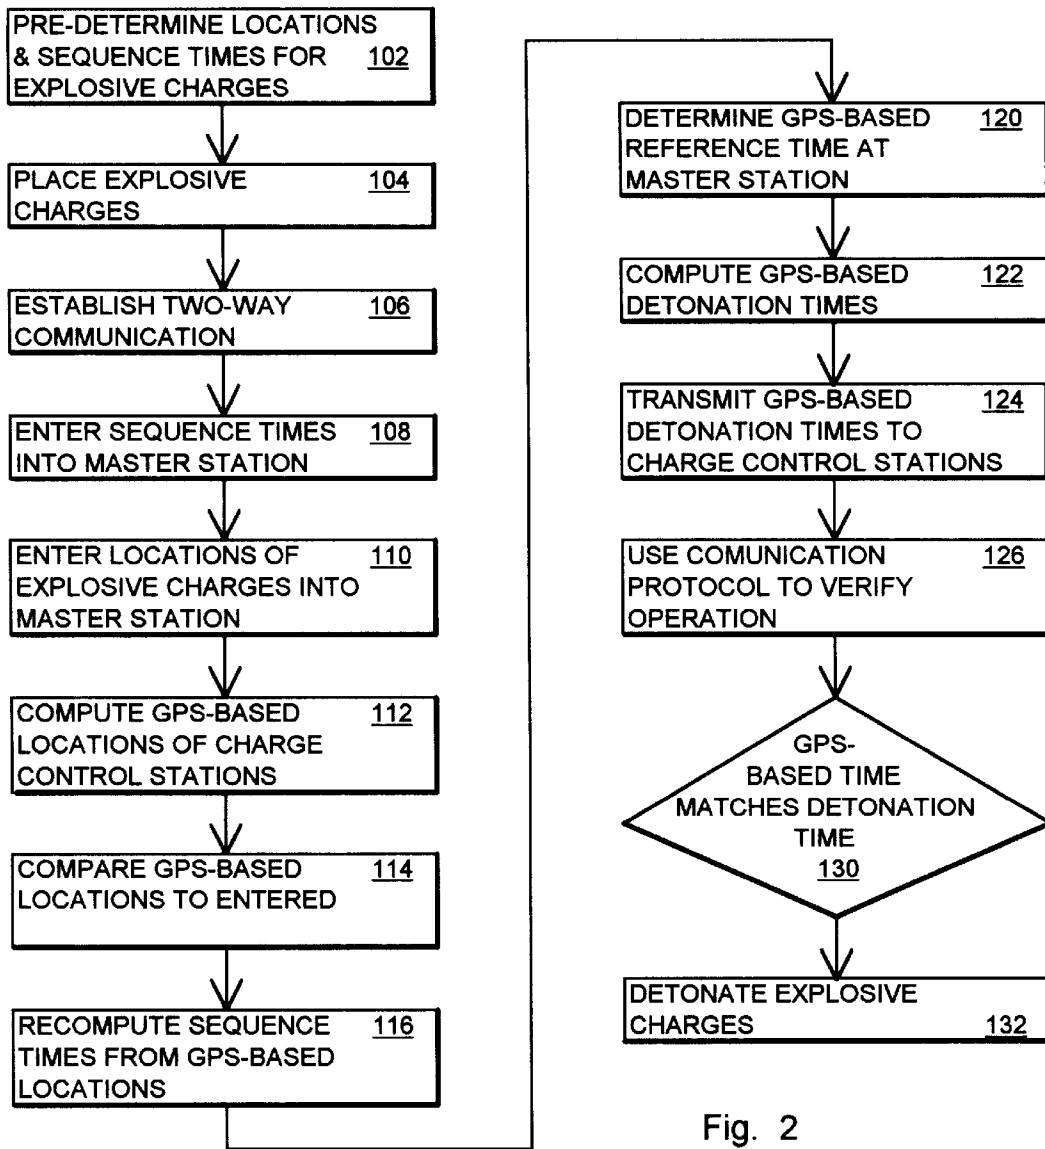 PRE-DETERMINE LOCATIONS
& SEQUENCE TIMES FOR 102
EXPLOSIVE CHARGES
PLACE EXPLOSIVE 104
CHARGES
ESTABLISH TWO-WAY 106
COMMUNICATION
ENTER SEQUENCE TIMES 108
INTO MASTER STATION
ENTER LOCATIONS OF 110
EXPLOSIVE CHARGES INTO
MASTER STATION
COMPUTE GPS-BASED 112
LOCATIONS OF CHARGE
CONTROL STATIONS
COMPARE GPS-BASED 114
LOCATIONS TO ENTERED
RECOMPUTE SEQUENCE 116
TIMES FROM GPS-BASED
LOCATIONS
DETERMINE GPS-BASED 120
REFERENCE TIME AT
MASTER STATION
COMPUTE GPS-BASED 122
DETONATION TIMES
TRANSMIT GPS-BASED 124
DETONATION TIMES TO
CHARGE CONTROL STATIONS
USE COMUNICATION 126
PROTOCOL TO VERIFY
OPERATION
GPS-
BASED TIME
MATCHES DETONATION
TIME
130
DETONATE EXPLOSIVE
CHARGES 132
Fig. 2